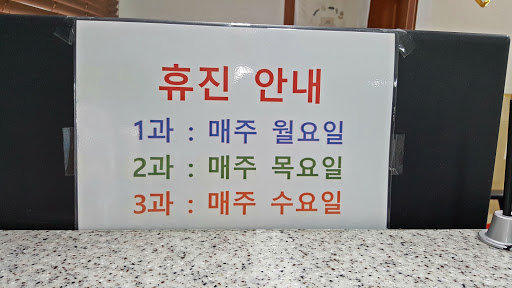 휴진 안내
1과 : 매주 월요일
2과 : 매주 목요일
3과 : 매주 수요일